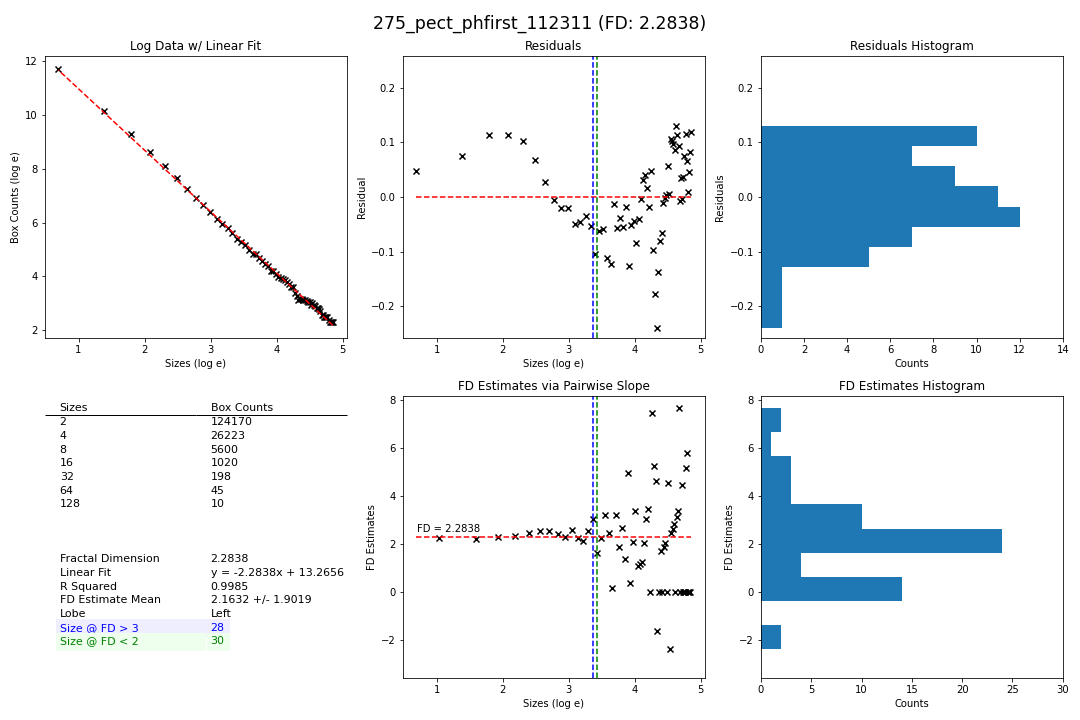 275_pect_phfirst_112311 (FD: 2.2838)
Log Data w/ Linear Fit
Box Counts (log e)
12
10
8
6
4
2
1 2 3 4 5
Sizes (log e)
Residuals
Residual
0.2
0.1
0.0
−0.1
−0.2
1 2 3 4 5
Sizes (log e)
Residuals Histogram
Residuals
0.2
0.1
0.0
−0.1
−0.2
0 2 4 6 8 10 12 14
Counts
Sizes Box Counts
2 124170
4 26223
8 5600
16 1020
32 198
64 45
128 10
Fractal Dimension 2.2838
Linear Fit y = -2.2838x + 13.2656
R Squared 0.9985
FD Estimate Mean 2.1632 +/- 1.9019
Lobe Left
Size @ FD > 3 28
Size @ FD < 2 30
FD Estimates via Pairwise Slope
FD Estimates
8
6
4
2
0
−2
FD = 2.2838
1 2 3 4 5
Sizes (log e)
FD Estimates Histogram
FD Estimates
8
6
4
2
0
−2
0 5 10 15 20 25 30
Counts